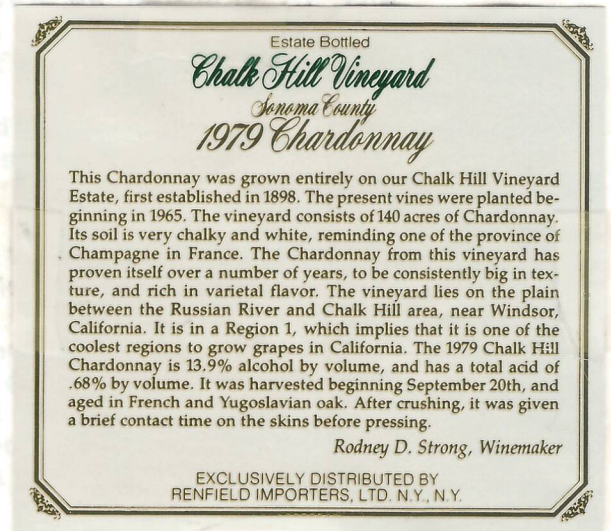 Estate Bottled
Chalk Hill Vineyard
Sonoma County
1979 Chardonnay
This Chardonnay was grown entirely on our Chalk Hill Vineyard
Estate, first established in 1898. The present vines were planted be-
ginning in 1965. The vineyard consists of 140 acres of Chardonnay.
Its soil is very chalky and white, reminding one of the province of
Champagne in France. The Chardonnay from this vineyard has
proven itself over a number of years, to be consistently big in tex-
ture, and rich in varietal flavor. The vineyard lies on the plain
between the Russian River and Chalk Hill area, near Windsor,
California. It is in a Region 1, which implies that it is one of the
coolest regions to grow grapes in California. The 1979 Chalk Hill
Chardonnay is 13.9% alcohol by volume, and has a total acid of
.68% by volume. It was harvested beginning September 20th, and
aged in French and Yugoslavian oak. After crushing, it was given
a brief contact time on the skins before pressing.
Rodney D. Strong, Winemaker
EXCLUSIVELY DISTRIBUTED BY
RENFIELD IMPORTERS, LTD. N.Y., N.Y.